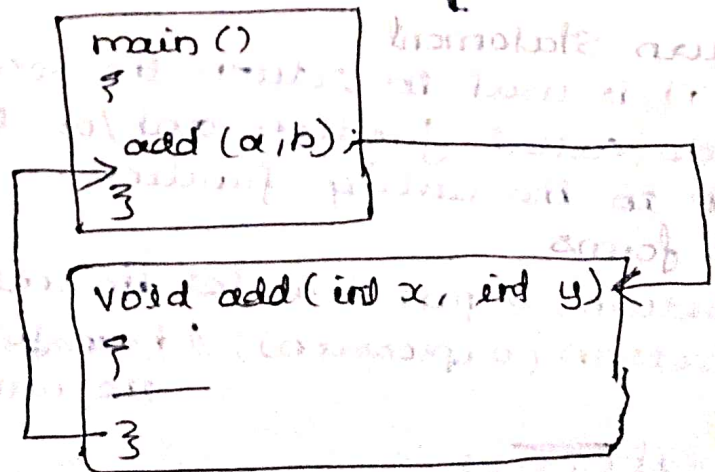 main ()
{
add (a,b);
}
void add (int x, int y)
{
}